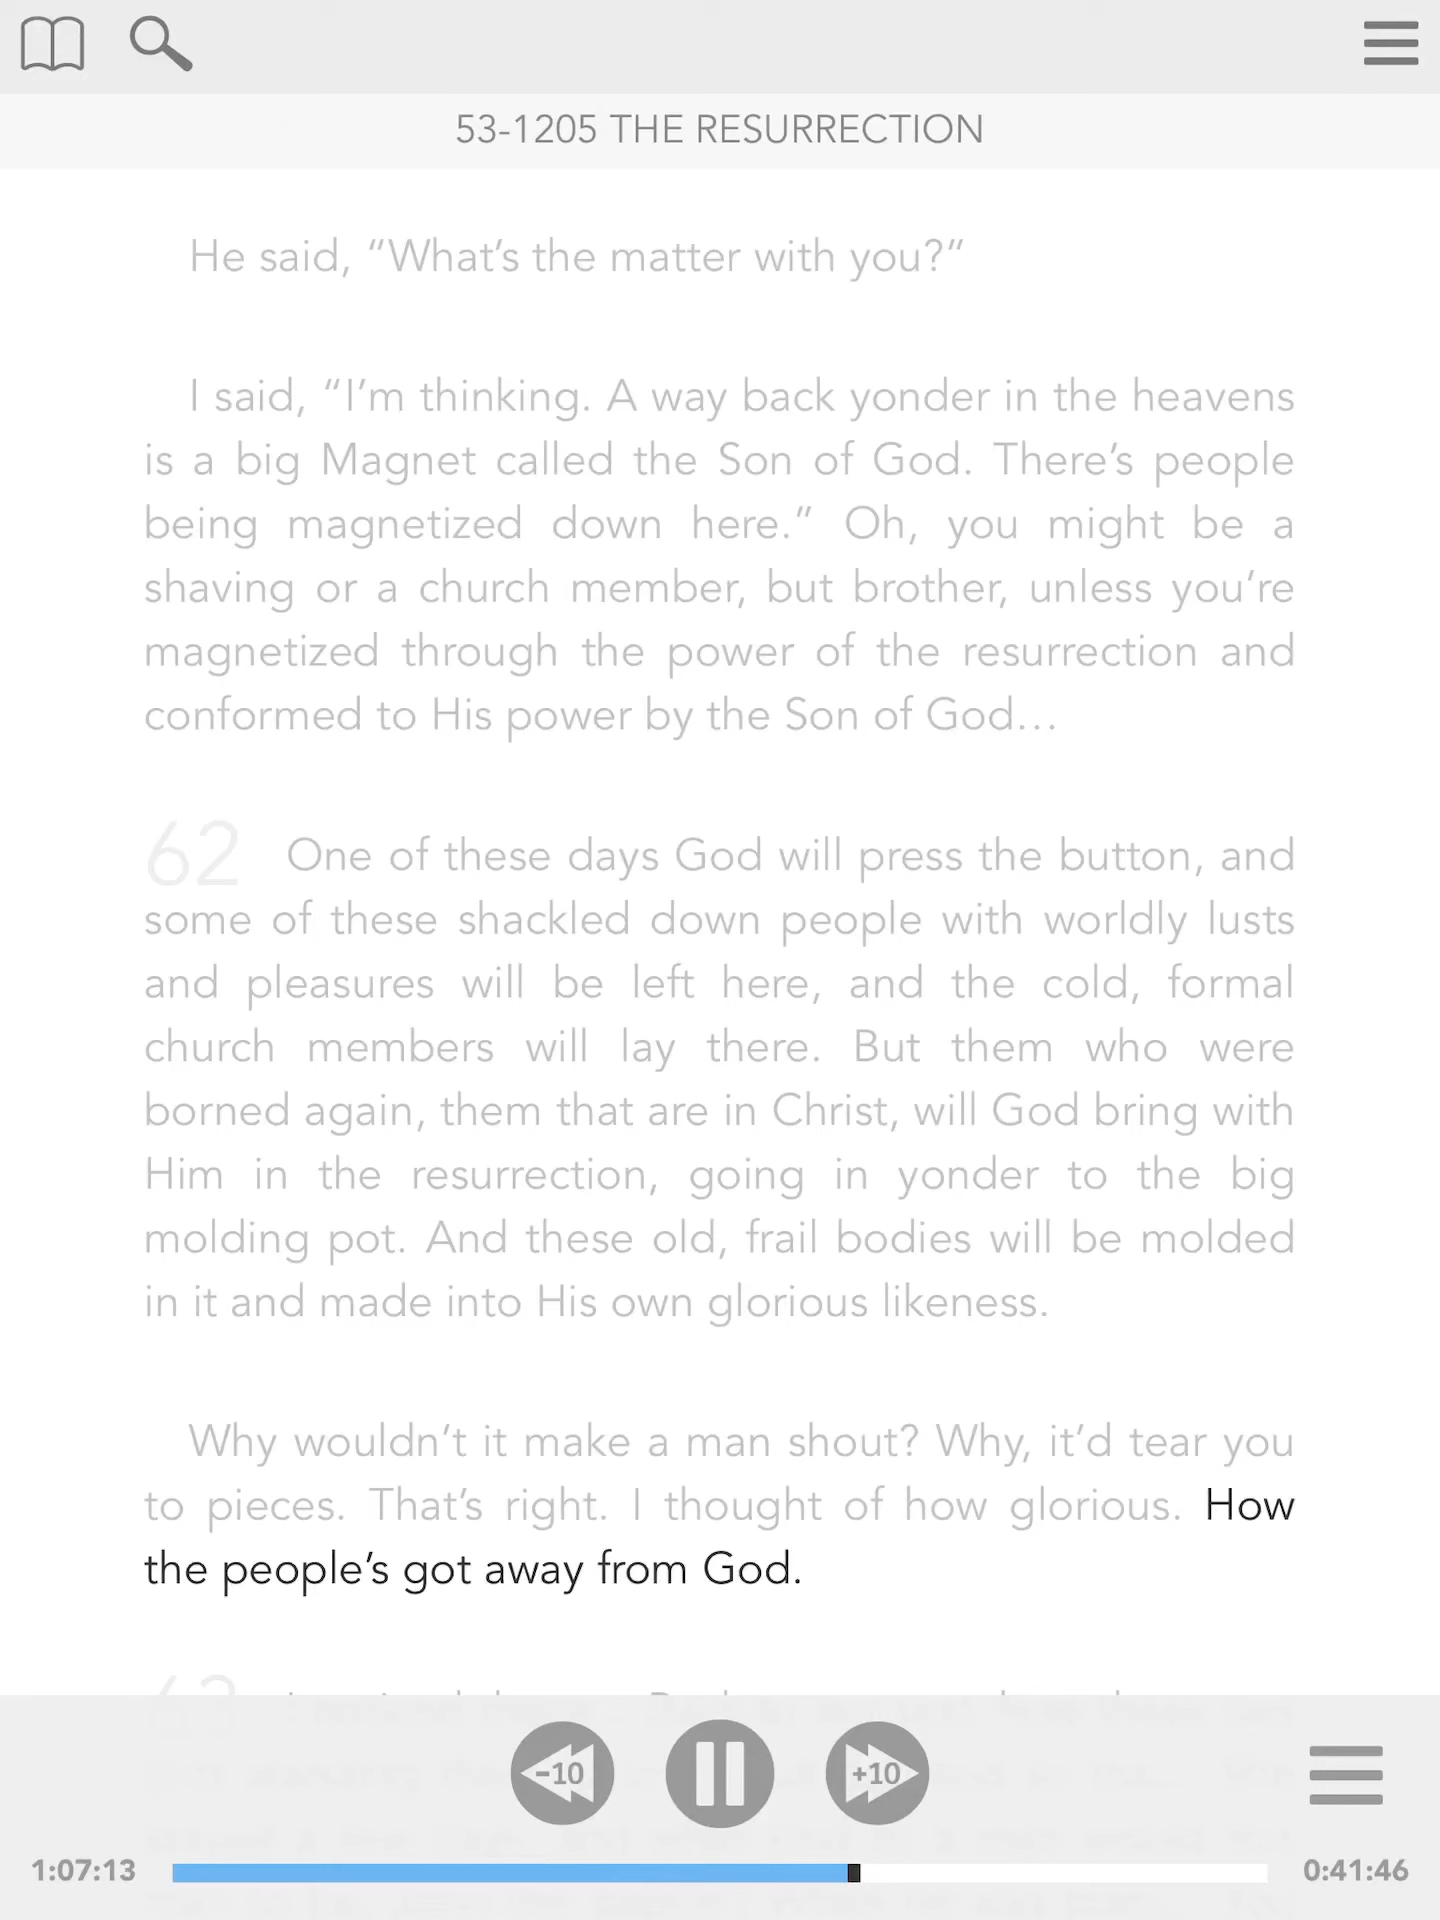 53-1205 THE RESURRECTION
He said, “What’s the matter with you?”
I said, “I’m thinking. A way back yonder in the heavens
is a big Magnet called the Son of God. There’s people
being magnetized down here.” Oh, you might be a
shaving or a church member, but brother, unless you’re
magnetized through the power of the resurrection and
conformed to His power by the Son of God…
62 One of these days God will press the button, and
some of these shackled down people with worldly lusts
and pleasures will be left here, and the cold, formal
church members will lay there. But them who were
borned again, them that are in Christ, will God bring with
Him in the resurrection, going in yonder to the big
molding pot. And these old, frail bodies will be molded
in it and made into His own glorious likeness.
Why wouldn’t it make a man shout? Why, it’d tear you
to pieces. That’s right. I thought of how glorious. How
the people’s got away from God.
63
-10 +10
1:07:13 0:41:46